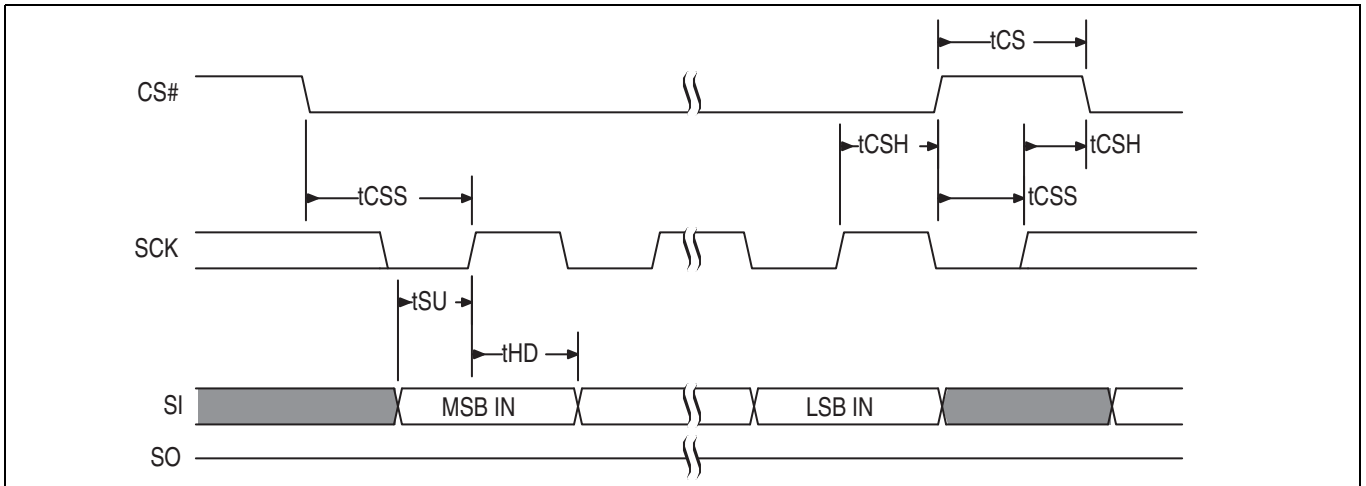 tCS
CS#
tCSH
tCSH
tCSS
tCSS
SCK
tSU
tHD
SI
MSB IN
LSB IN
SO